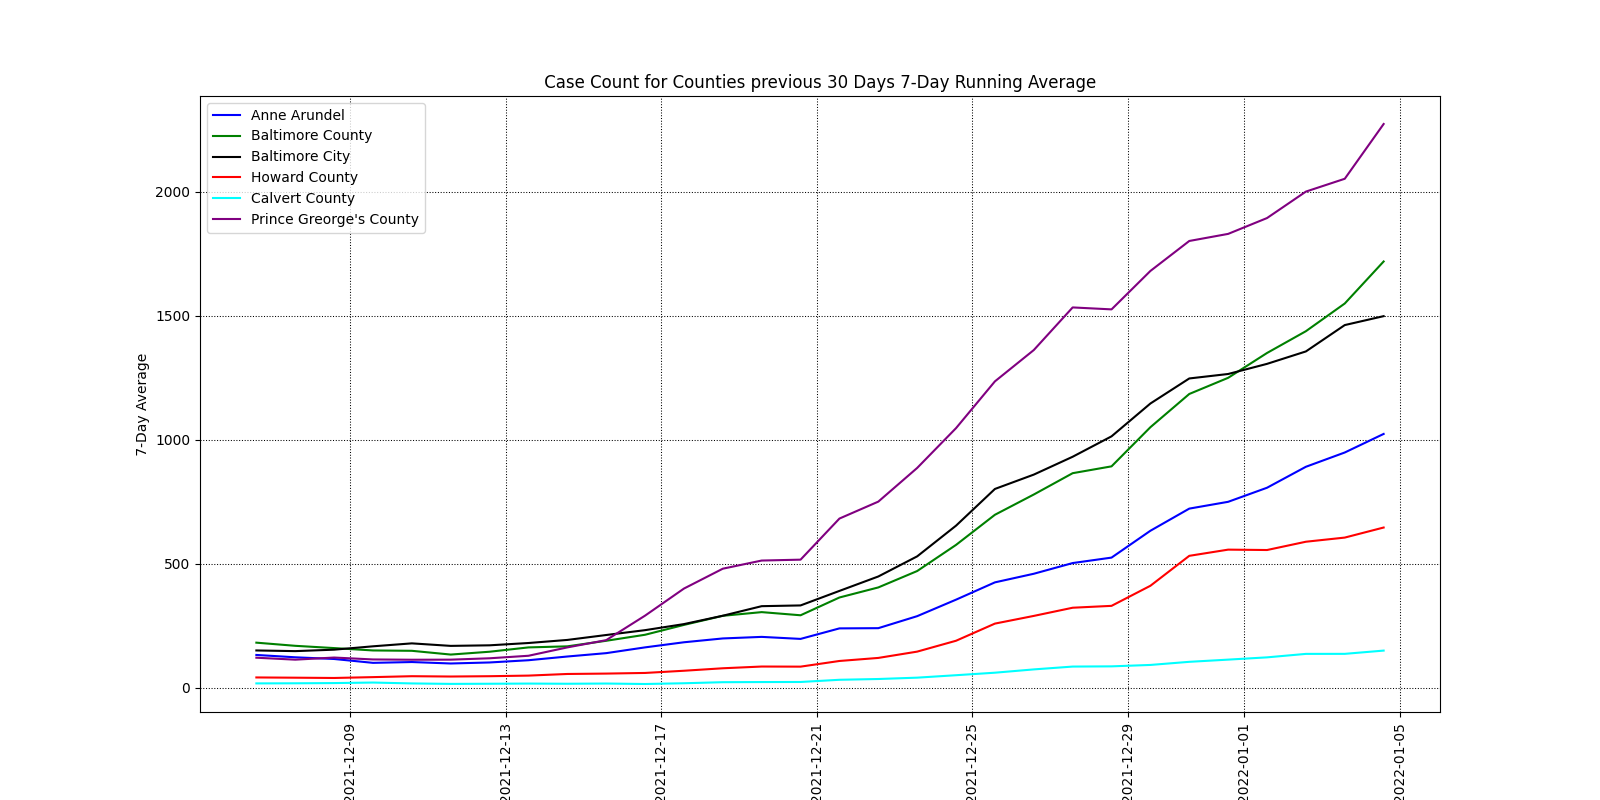 Case Count for Counties previous 30 Days 7-Day Running Average
Anne Arundel
Baltimore County
Baltimore City
Howard County
Calvert County
Prince Greorge's County
2000
1500
1000
500
0
7-Day Average
2021-12-09
2021-12-13
2021-12-17
2021-12-21
2021-12-25
2021-12-29
2022-01-01
2022-01-05